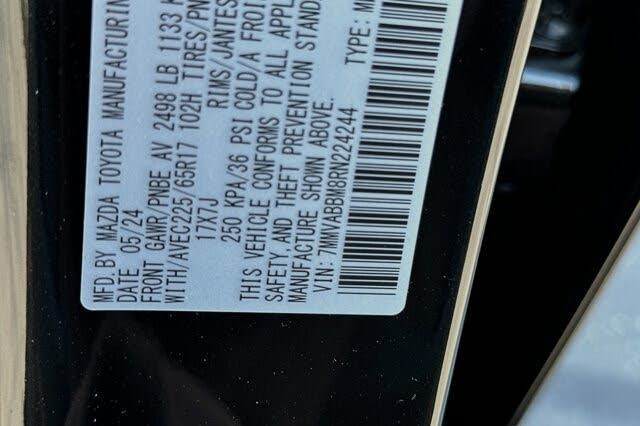 MFD. BY MAZDA TOYOTA MANUFACTURIN
DATE 05/24
FRONT GAWR/PNBE AV 2498 LB 1133 K
WITH/AVEC225/65R17 102H TIRES/PN
17X7J RIMS/JANTES
250 KPA/36 PSI COLD/A FROI
THIS VEHICLE CONFORMS TO ALL APPL
SAFETY, AND THEFT PREVENTION STAND
MANUFACTURE SHOWN ABOVE.
VIN: 7MMVABBM8RN224244 TYPE: M